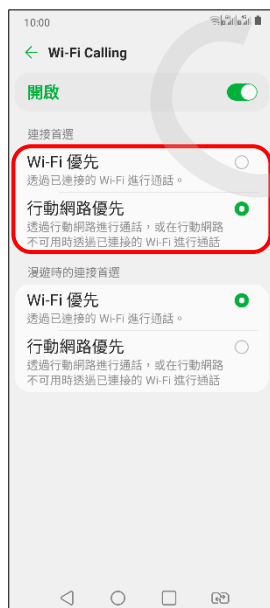 10:00
Wi-Fi Calling
開啟
連接首選
Wi-Fi 優先
透過已連接的 Wi-Fi 進行通話。
行動網路優先
透過行動網路進行通話，或在行動網路
不可用時透過已連接的 Wi-Fi 進行通話
漫遊時的連接首選
Wi-Fi 優先
透過已連接的 Wi-Fi 進行通話。
行動網路優先
透過行動網路進行通話，或在行動網路
不可用時透過已連接的 Wi-Fi 進行通話